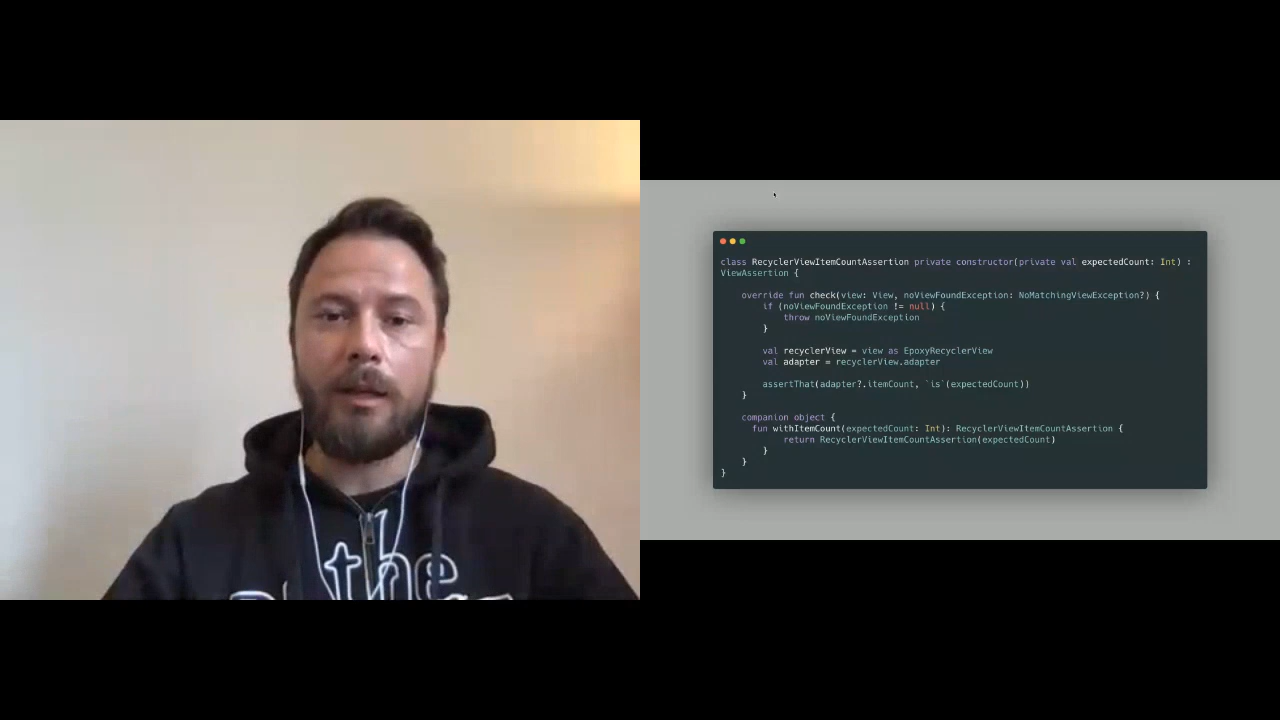 the
class RecyclerViewItemCountAssertion private constructor(private val expectedCount: Int) :
ViewAssertion {
override fun check(view: View, noViewFoundException: NoMatchingViewException?) {
if (noViewFoundException != null) {
throw noViewFoundException
}
val recyclerView = view as EpoxyRecyclerView
val adapter = recyclerView.adapter
assertThat(adapter?.itemCount, `is`(expectedCount))
}
companion object {
fun withItemCount(expectedCount: Int): RecyclerViewItemCountAssertion {
return RecyclerViewItemCountAssertion(expectedCount)
}
}
}